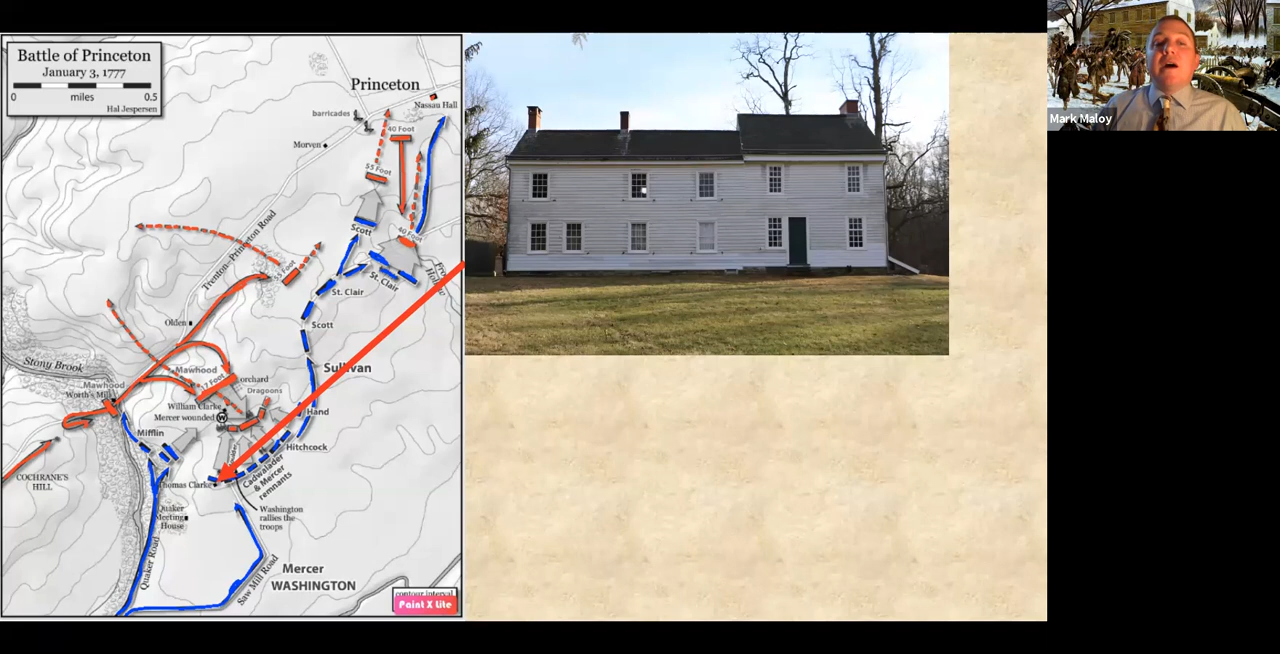 Battle of Princeton
January 3, 1777
0 miles 0.5
Hal Jespersen
Princeton
Nassau Hall
barricades
40 Foot
Morven
55 Foot
Scott
40 Foot
Trenton-Princeton Road
St. Clair
St. Clair
Scott
Olden
Stony Brook
Sullivan
Mawhood
Mawhood
Worth's Mill
17 Foot
orchard
Dragoons
William Clarke
Mercer wounded
W
Hand
Mifflin
Hitchcock
COCHRANE'S
HILL
Thomas Clarke
Cadwalader
& Mercer
remnants
Quaker
Meeting
House
Washington
rallies the
troops
Quaker Road
Saw Mill Road
Mercer
WASHINGTON
contour interval
Paint X Lite
Mark Maloy